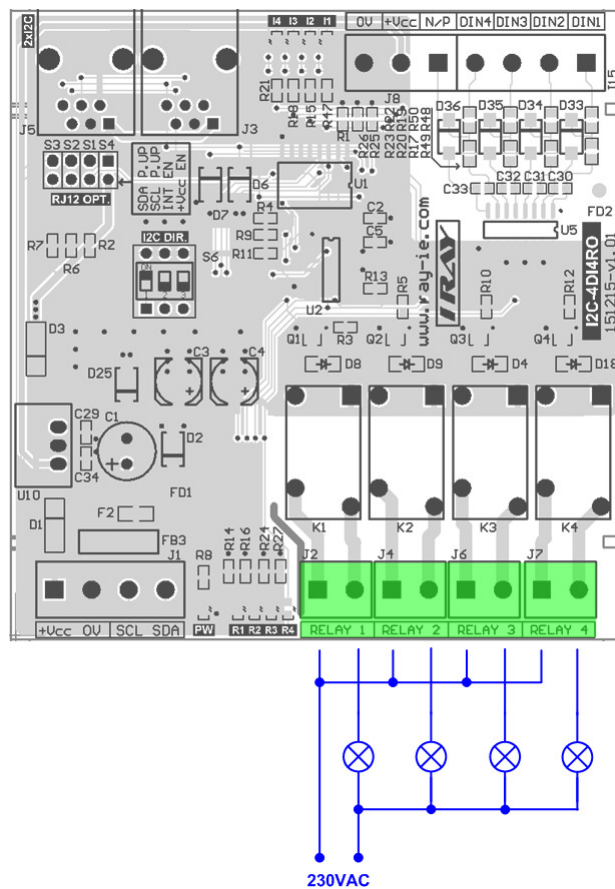 2xI2C
I4 I3 I2 I1
0V +Vcc N/P DIN4 DIN3 DIN2 DIN1
J15
J8
J5
J3
R21
R18
R15
R47
R1
R26
R25
R23
R22
R20
R19
R17
R50
R49
R48
D36 D35 D34 D33
S3 S2 S1 S4
RJ12 OPT.
SDA P.UP
SCL P.UP
INT EN
+Vcc EN
D7
D6
U1
C33 C32 C31 C30
FD2
U5
R7
R6
R2
I2C DIR.
ON
1 2 3
S6
R4
R9
R11
C2
C5
R13
U2
R5
R3
www.ray-ie.com
IRAY
R10
R12
I2C-4DI4RO
151215-v1.01
Q1 Q2 Q3 Q4
D3
D25
C3
C4
D8 D9 D4 D18
C29
C1
C34
D2
U10
FD1
D1
F2
FB3
K1 K2 K3 K4
J1
R8
R14
R16
R24
R27
J2 J4 J6 J7
+Vcc 0V SCL SDA
PW
R1 R2 R3 R4
RELAY 1 RELAY 2 RELAY 3 RELAY 4
230VAC